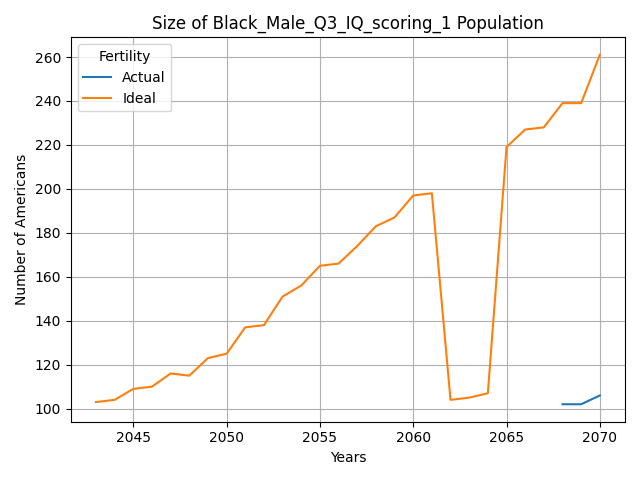 Size of Black_Male_Q3_IQ_scoring_1 Population
Fertility
Actual
Ideal
Number of Americans
260
240
220
200
180
160
140
120
100
2045 2050 2055 2060 2065 2070
Years